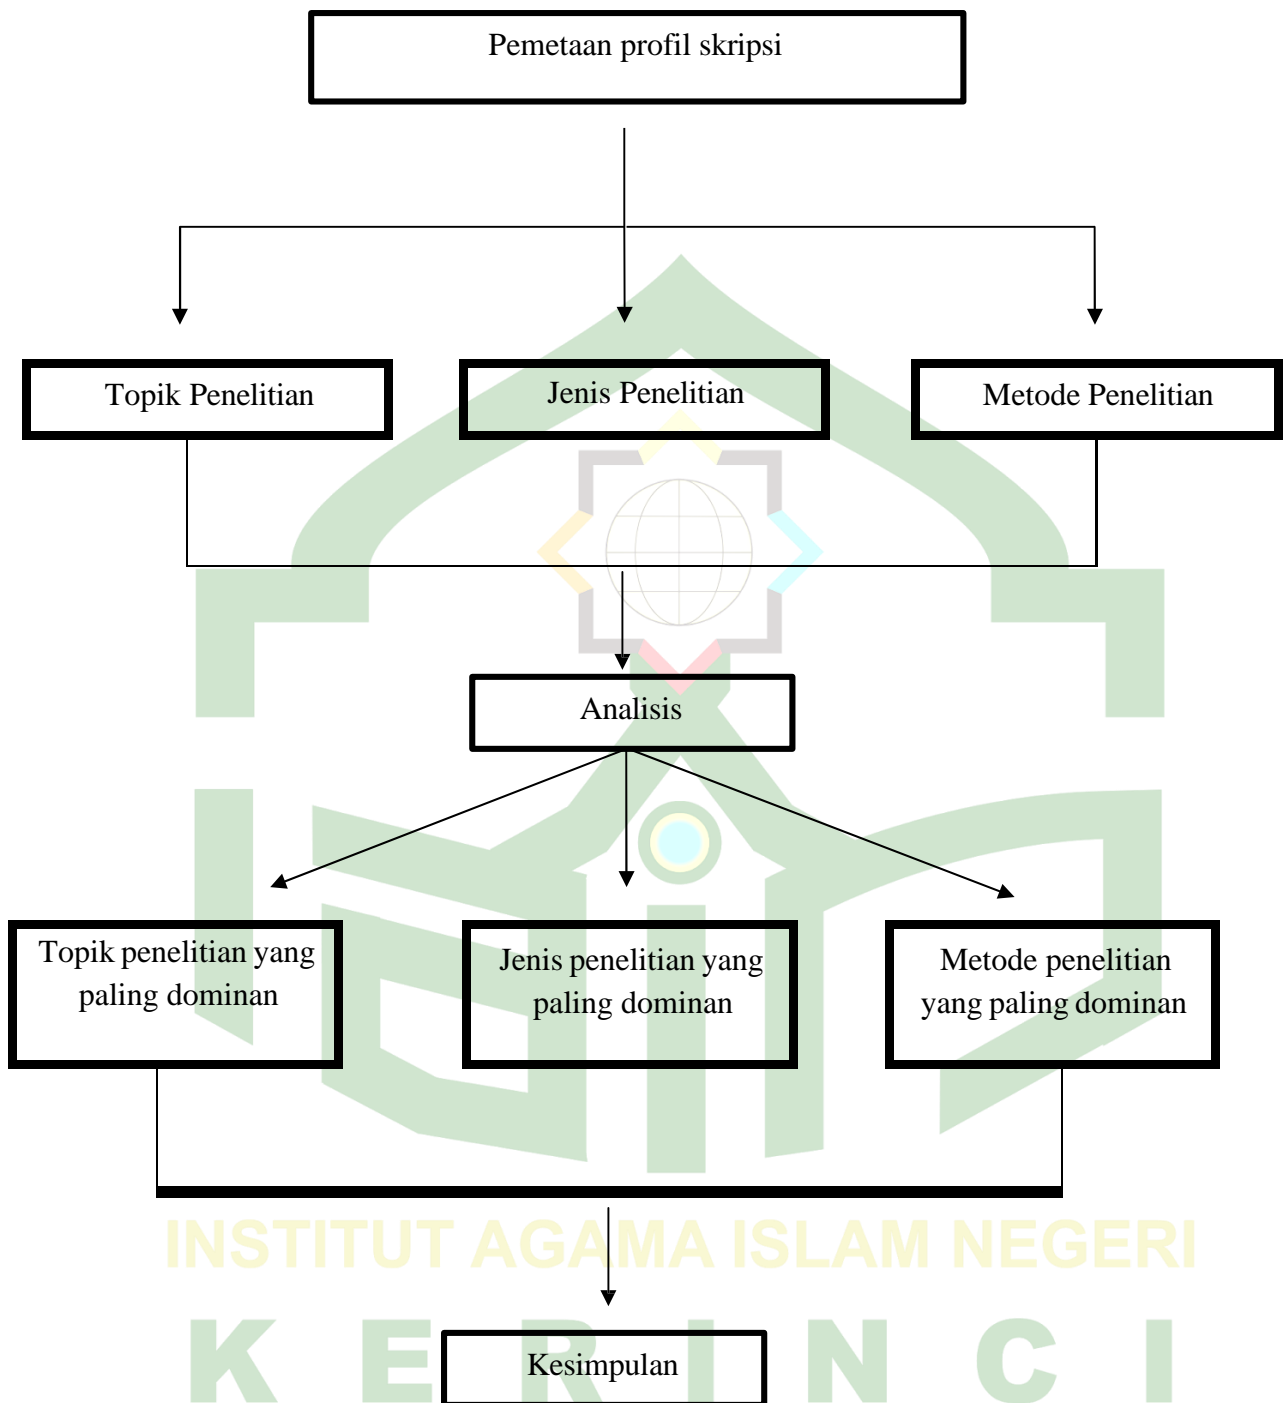 Pemetaan profil skripsi
Topik Penelitian
Jenis Penelitian
Metode Penelitian
Analisis
Topik penelitian yang
paling dominan
Jenis penelitian yang
paling dominan
Metode penelitian
yang paling dominan
INSTITUT AGAMA ISLAM NEGERI
KERINCI
Kesimpulan